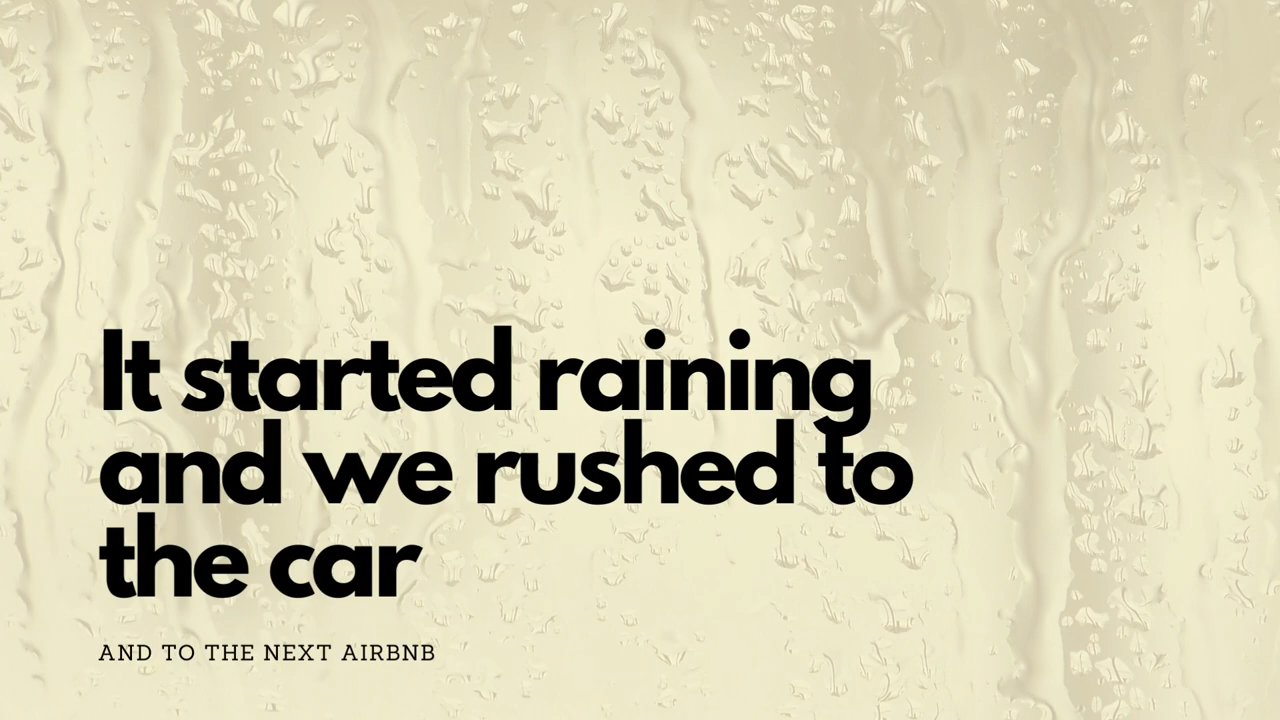 It started raining
and we rushed to
the car
AND TO THE NEXT AIRBNB